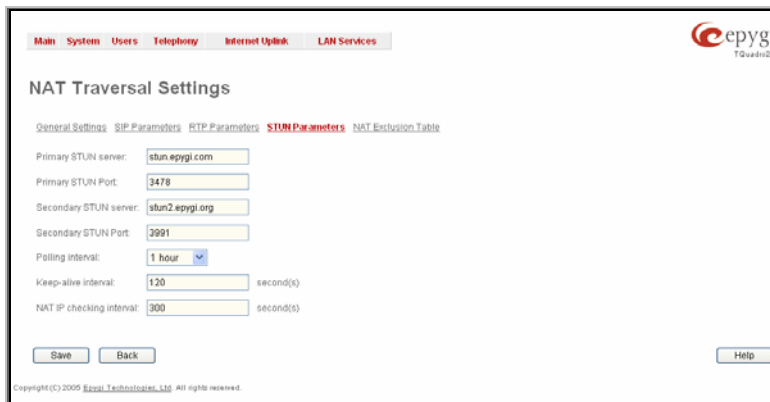 Main System Users Telephony Internet Uplink LAN Services
epyg
TQuadro2
NAT Traversal Settings
General Settings SIP Parameters RTP Parameters STUN Parameters NAT Exclusion Table
Primary STUN server: stun.epygi.com
Primary STUN Port: 3478
Secondary STUN server: stun2.epygi.org
Secondary STUN Port: 3991
Polling interval: 1 hour
Keep-alive interval: 120 second(s)
NAT IP checking interval: 300 second(s)
Save Back Help
Copyright (C) 2005 Epygi Technologies, Ltd. All rights reserved.